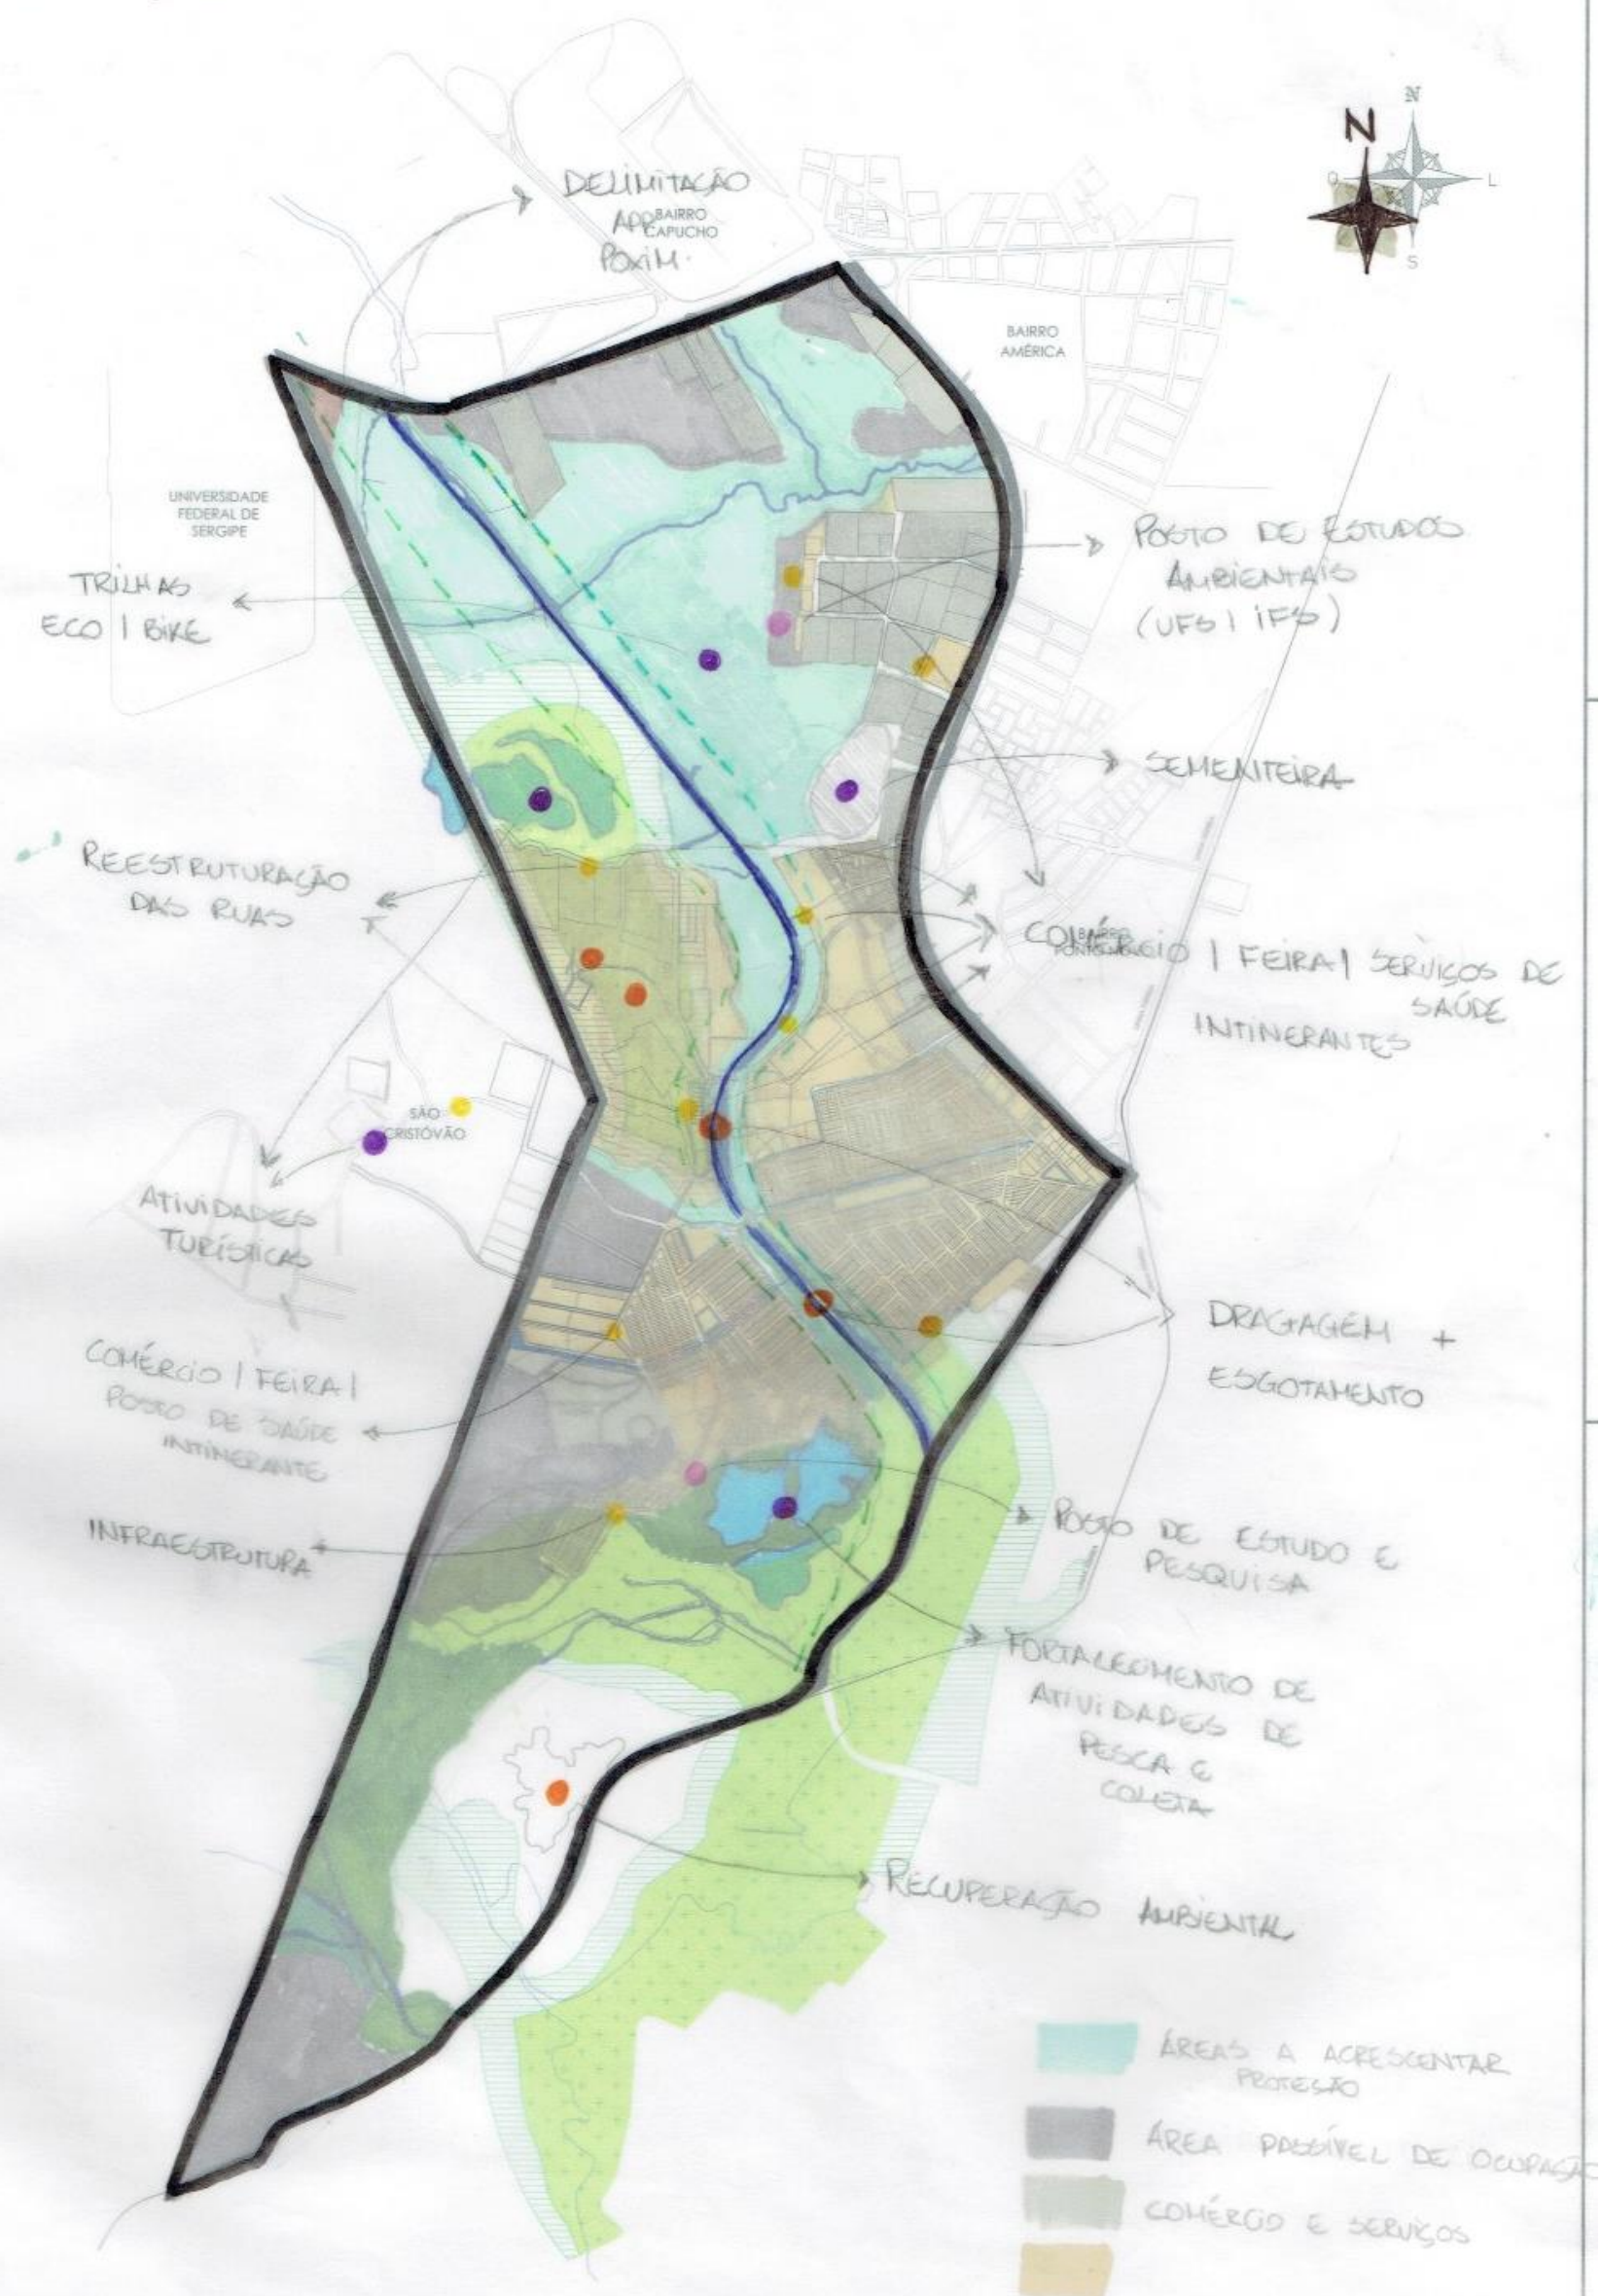 N
N
O
L
S
DELIMITAÇÃO
APP
POXIM.
BAIRRO
CAPUCHO
BAIRRO
AMÉRICA
UNIVERSIDADE
FEDERAL DE
SERGIPE
TRILHAS
ECO | BIKE
POSTO DE ESTUDOS
AMBIENTAIS
(UFS | IFS)
SEMENTEIRA
REESTRUTURAÇÃO
DAS RUAS
COMÉRCIO | FEIRA | SERVIÇOS DE
SAÚDE
INTINERANTES
BAIRRO
SÃO
CRISTÓVÃO
ATIVIDADES
TURÍSTICAS
DRAGAGEM +
ESGOTAMENTO
COMÉRCIO | FEIRA |
POSTO DE SAÚDE
INTINERANTE
INFRAESTRUTURA
POSTO DE ESTUDO E
PESQUISA
FORTALECIMENTO DE
ATIVIDADES DE
PESCA E
COLETA
RECUPERAÇÃO AMBIENTAL
ÁREAS A ACRESCENTAR
PROTESÃO
ÁREA PASSÍVEL DE OCUPAÇÃO
COMÉRCIO E SERVIÇOS